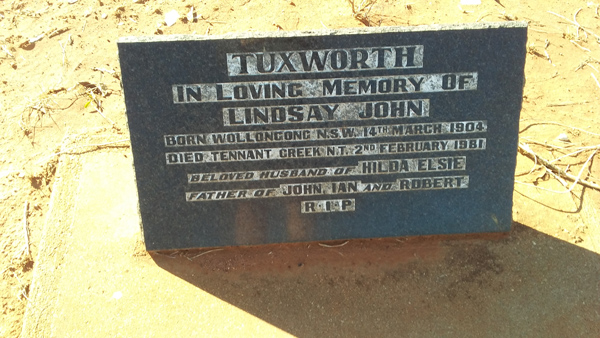 TUXWORTH
IN LOVING MEMORY OF
LINDSAY JOHN
BORN WOLLONGONG N.S.W. 14TH MARCH 1904
DIED TENNANT CREEK N.T. 2ND FEBRUARY 1981
BELOVED HUSBAND OF HILDA ELSIE
FATHER OF JOHN, IAN AND ROBERT
R·I·P